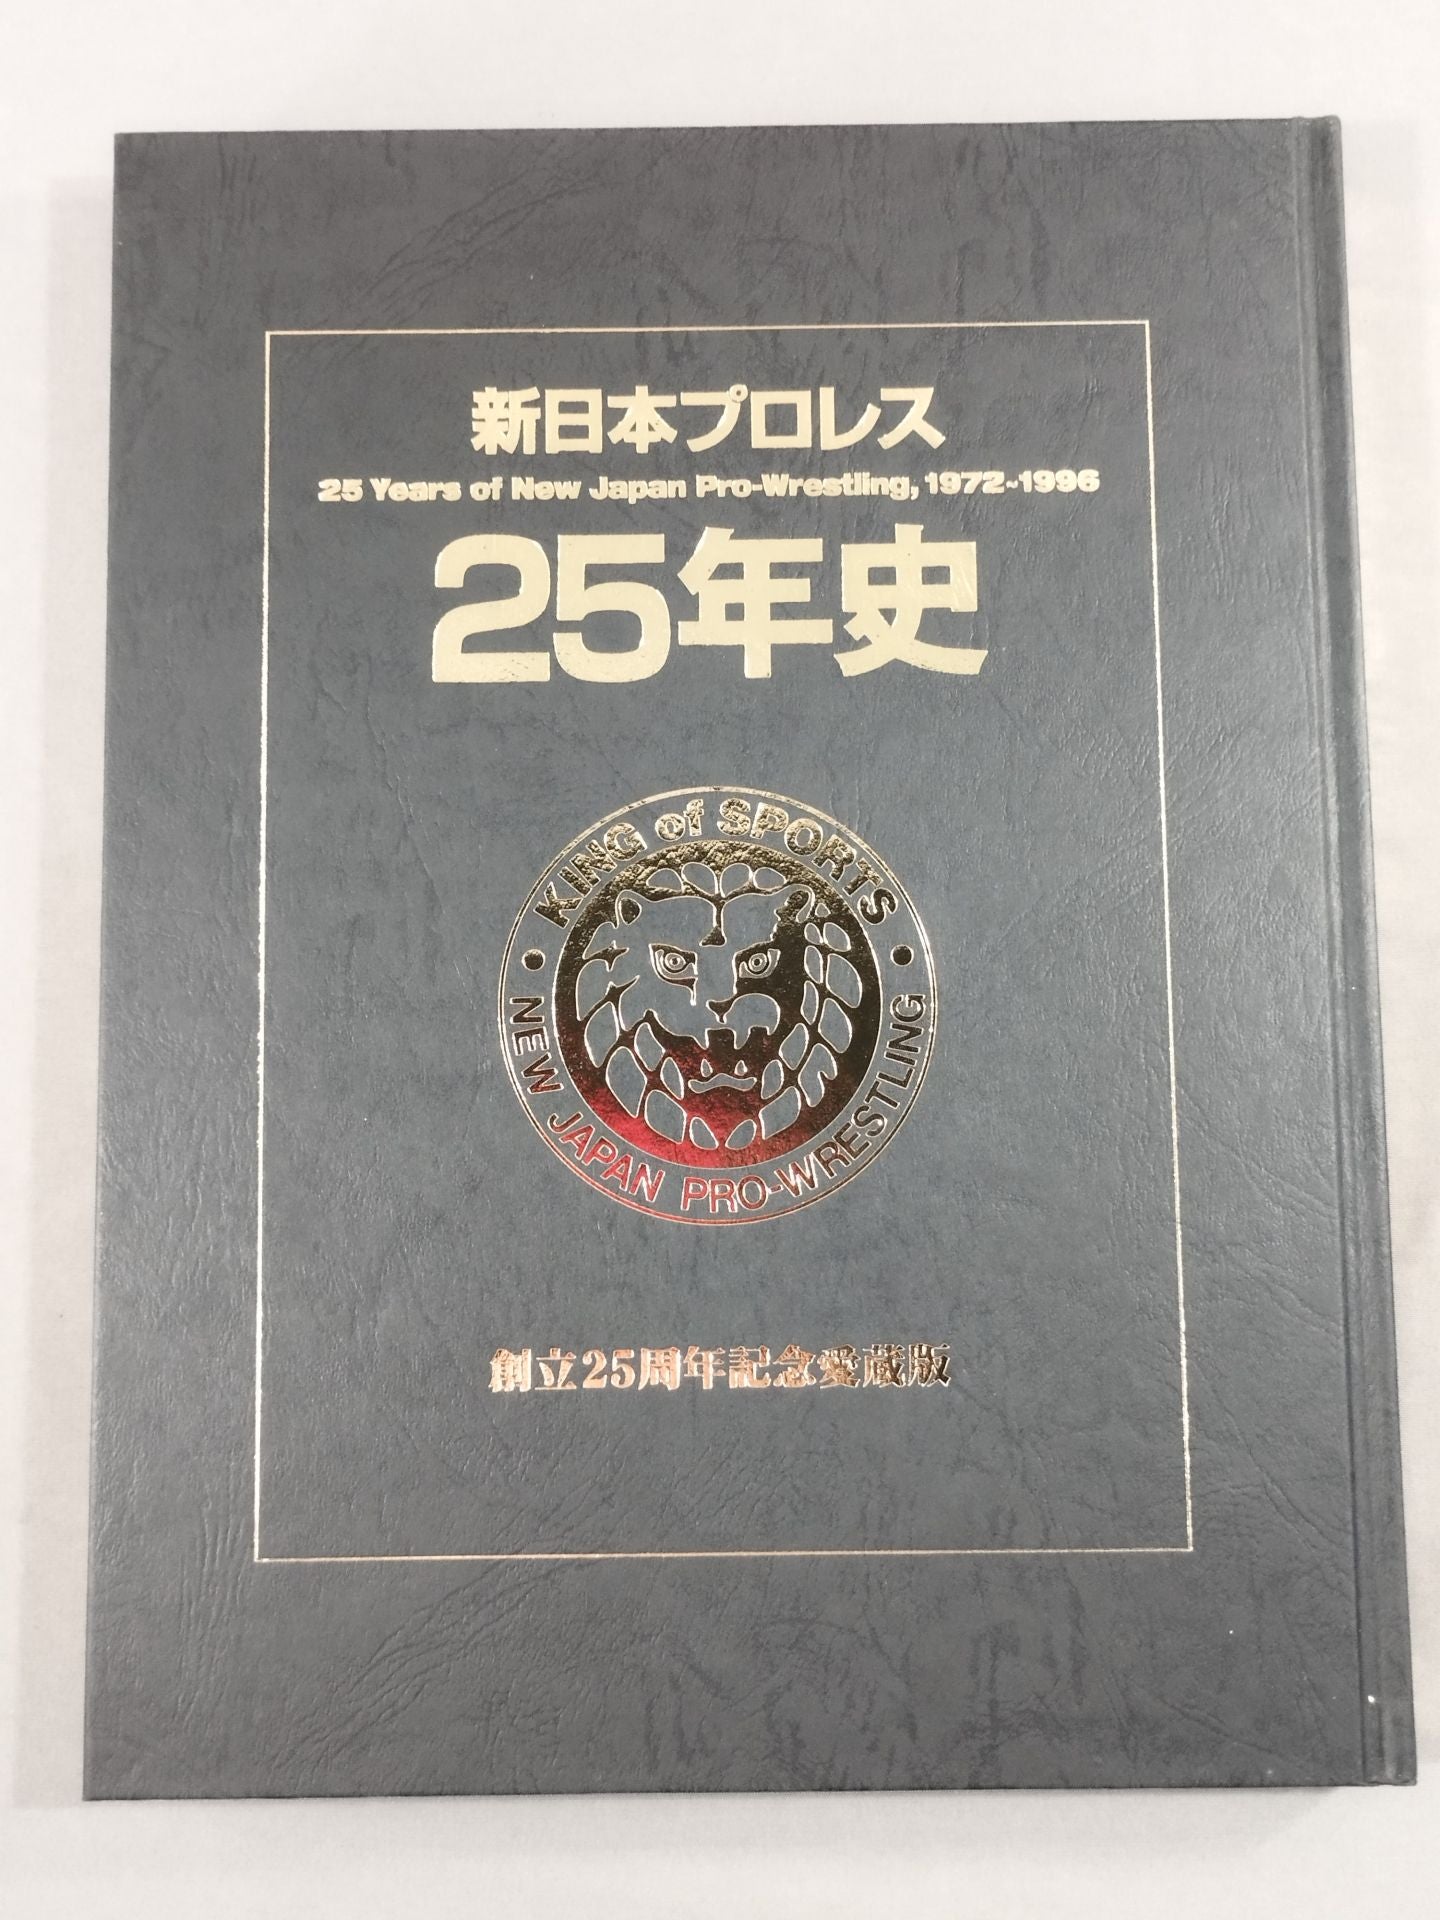 新日本プロレス
25 Years of New Japan Pro-Wrestling, 1972~1996
25年史
KING of SPORTS
• NEW JAPAN PRO-WRESTLING •
創立25周年記念愛蔵版